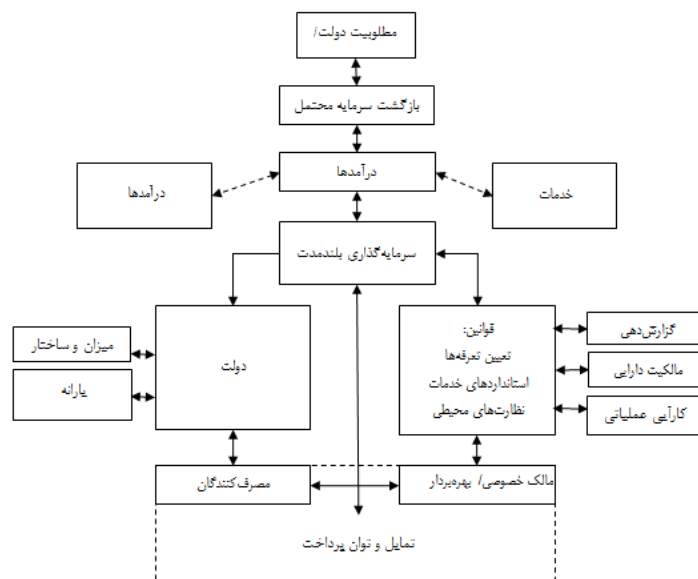 مطلوبیت دولت/
بازگشت سرمایه محتمل
درآمدها
درآمدها
خدمات
سرمایه‌گذاری بلندمدت
قوانین:
تعیین تعرفه‌ها
استانداردهای خدمات
نظارت‌های محیطی
گزارش‌دهی
مالکیت دارایی
کارآیی عملیاتی
دولت
میزان و ساختار
یارانه
مالک خصوصی/ بهره‌بردار
مصرف‌کنندگان
تمایل و توان پرداخت